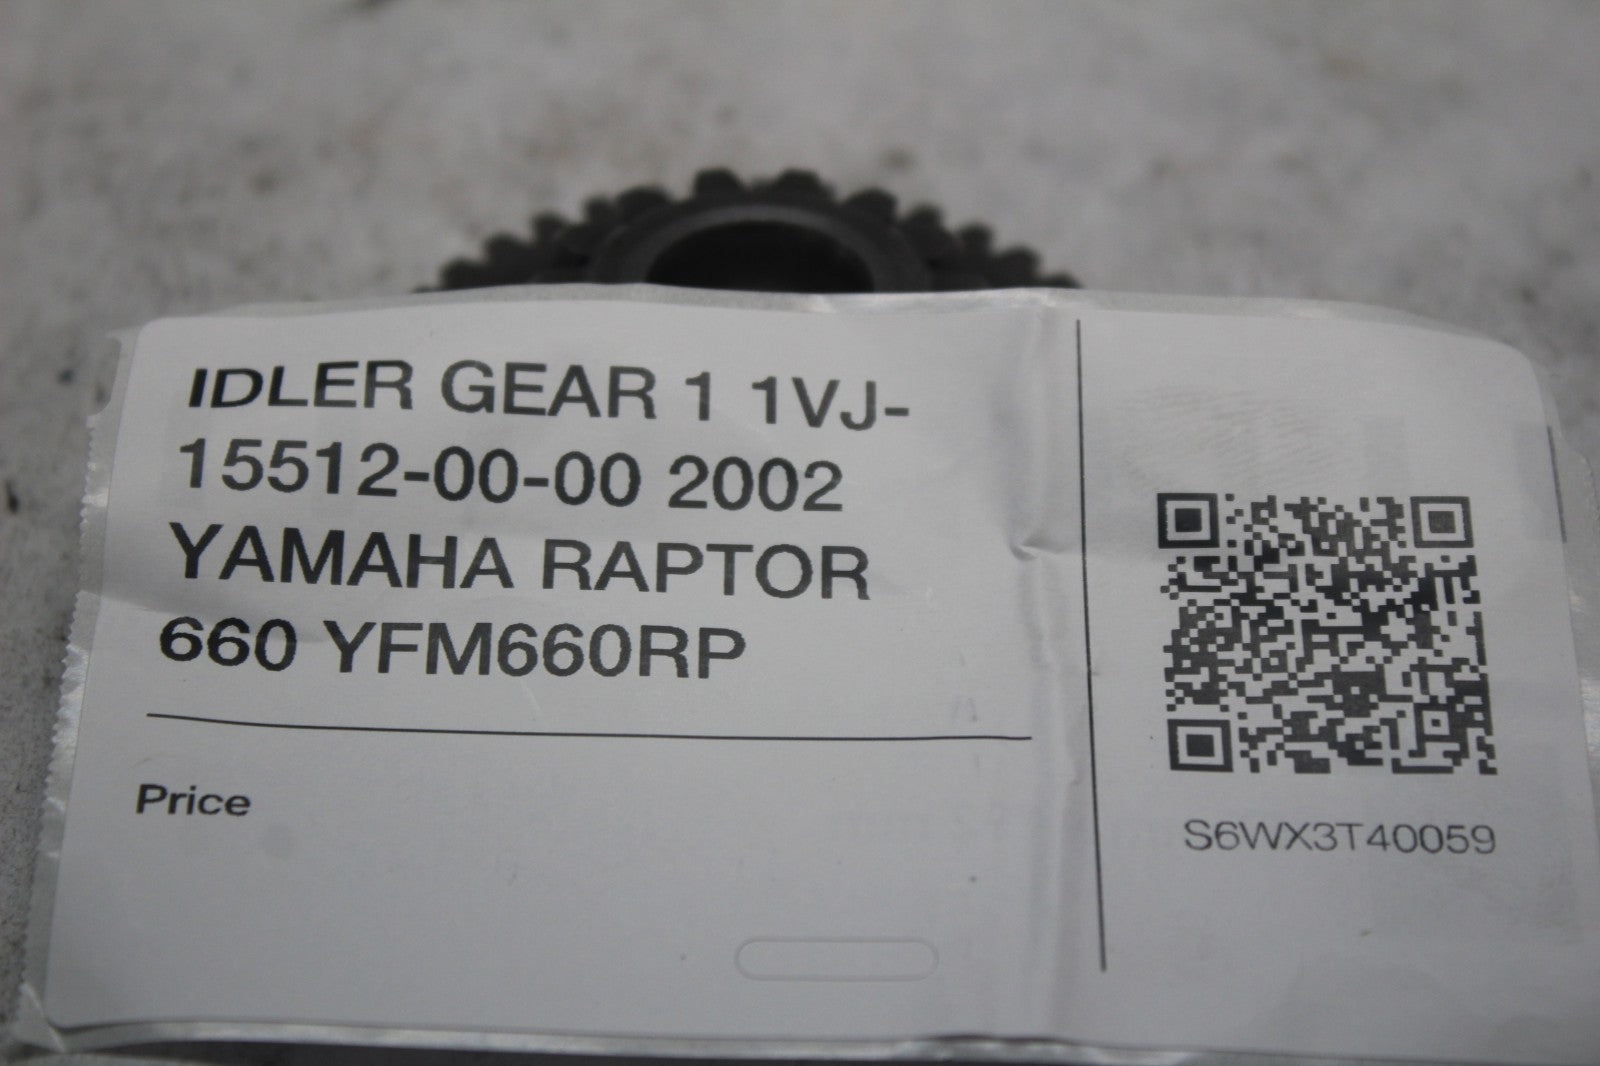 IDLER GEAR 1 1VJ-
15512-00-00 2002
YAMAHA RAPTOR
660 YFM660RP
Price
S6WX3T40059